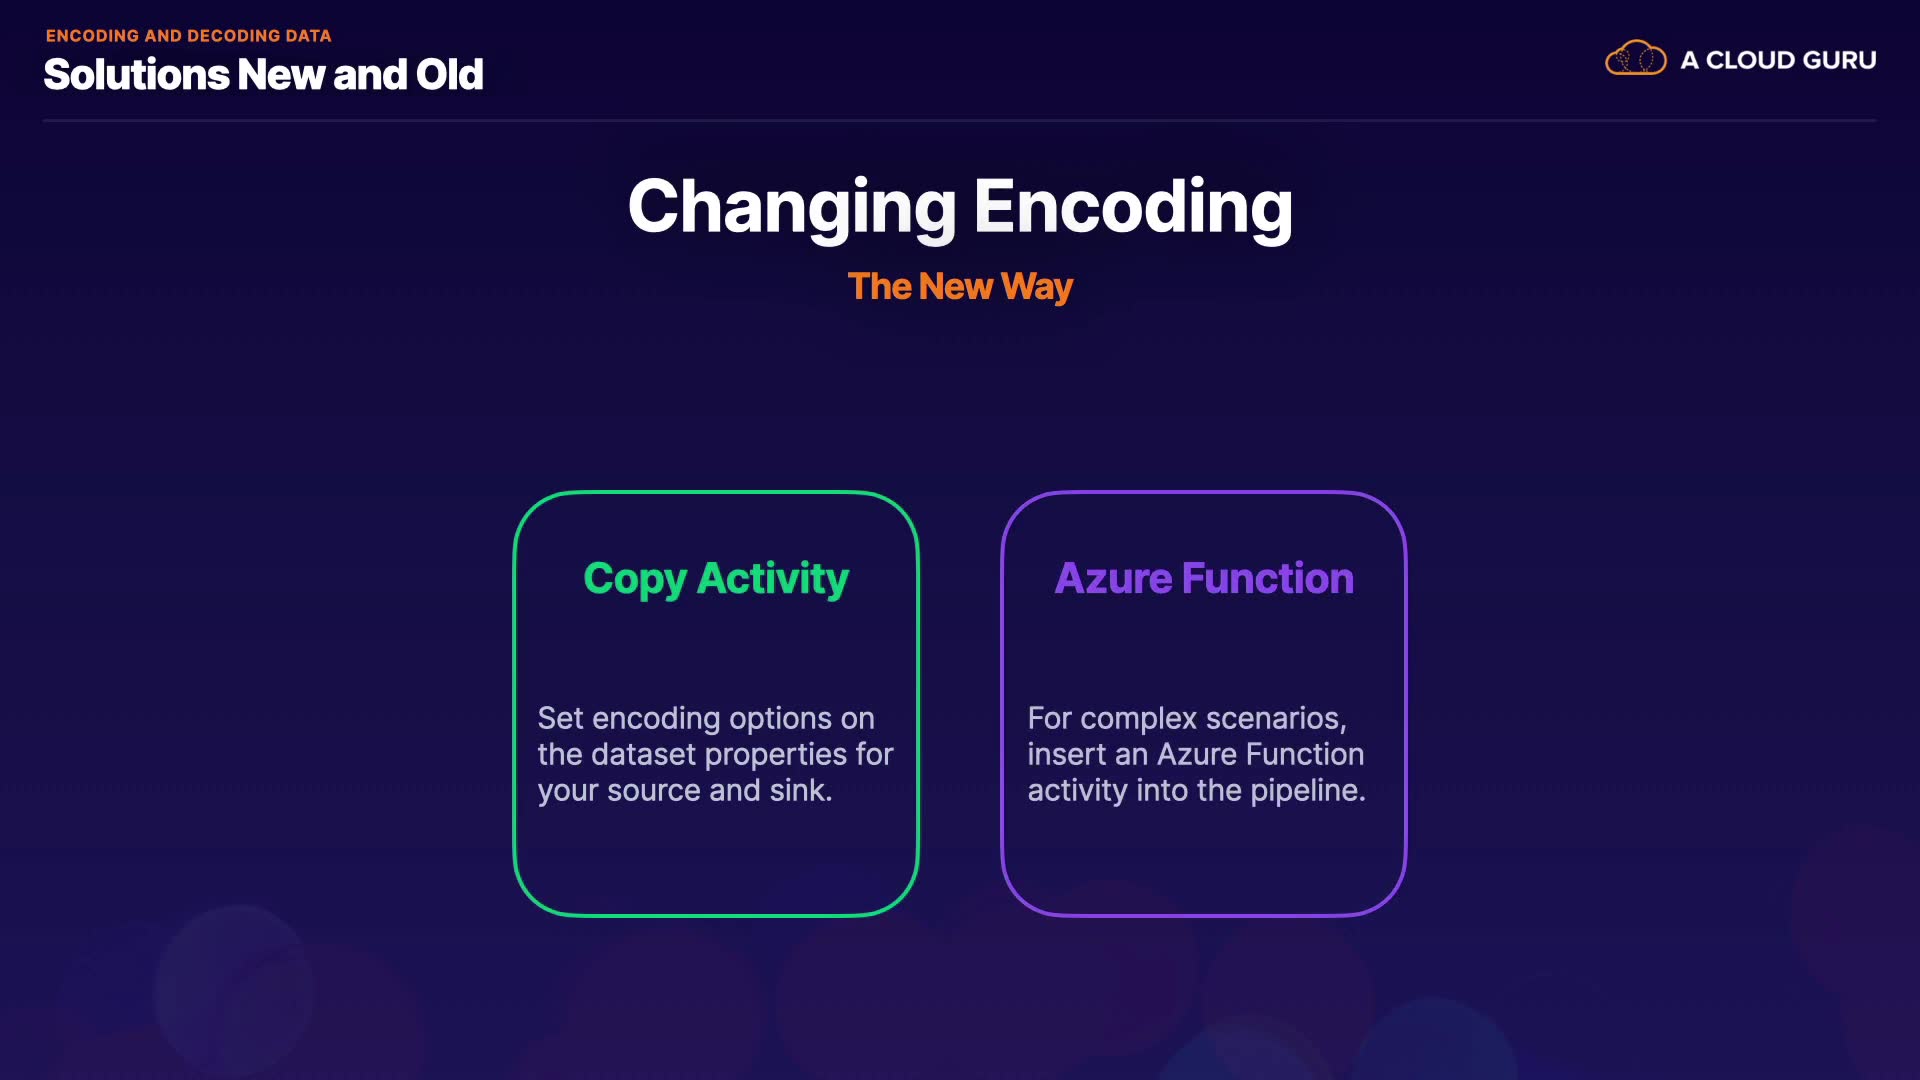 ENCODING AND DECODING DATA
Solutions New and Old
A CLOUD GURU
Changing Encoding
The New Way
Copy Activity
Set encoding options on
the dataset properties for
your source and sink.
Azure Function
For complex scenarios,
insert an Azure Function
activity into the pipeline.